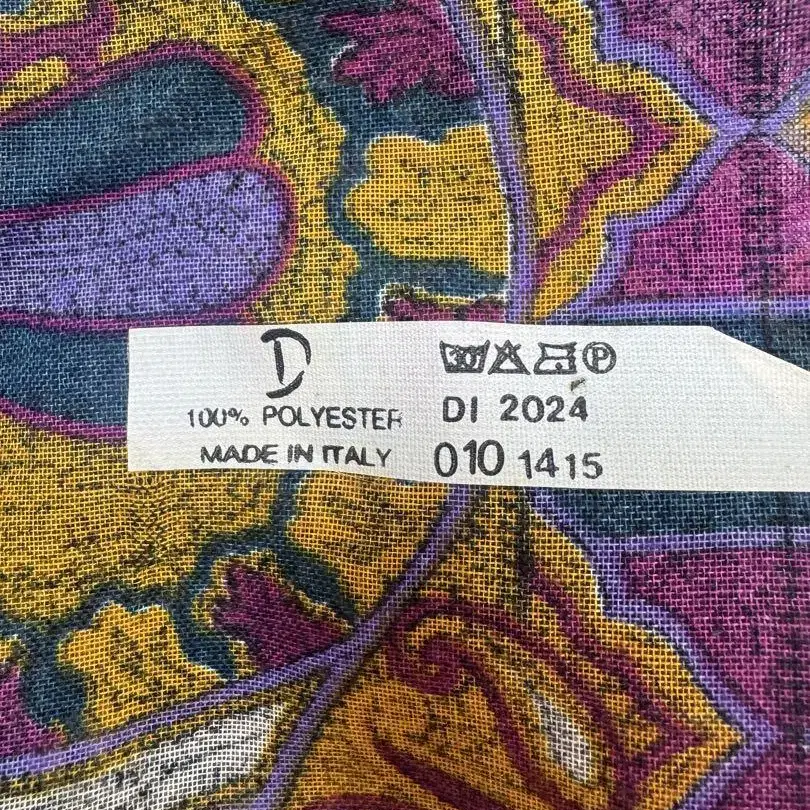 D
100% POLYESTER
MADE IN ITALY
30 P
DI 2024
010 1415